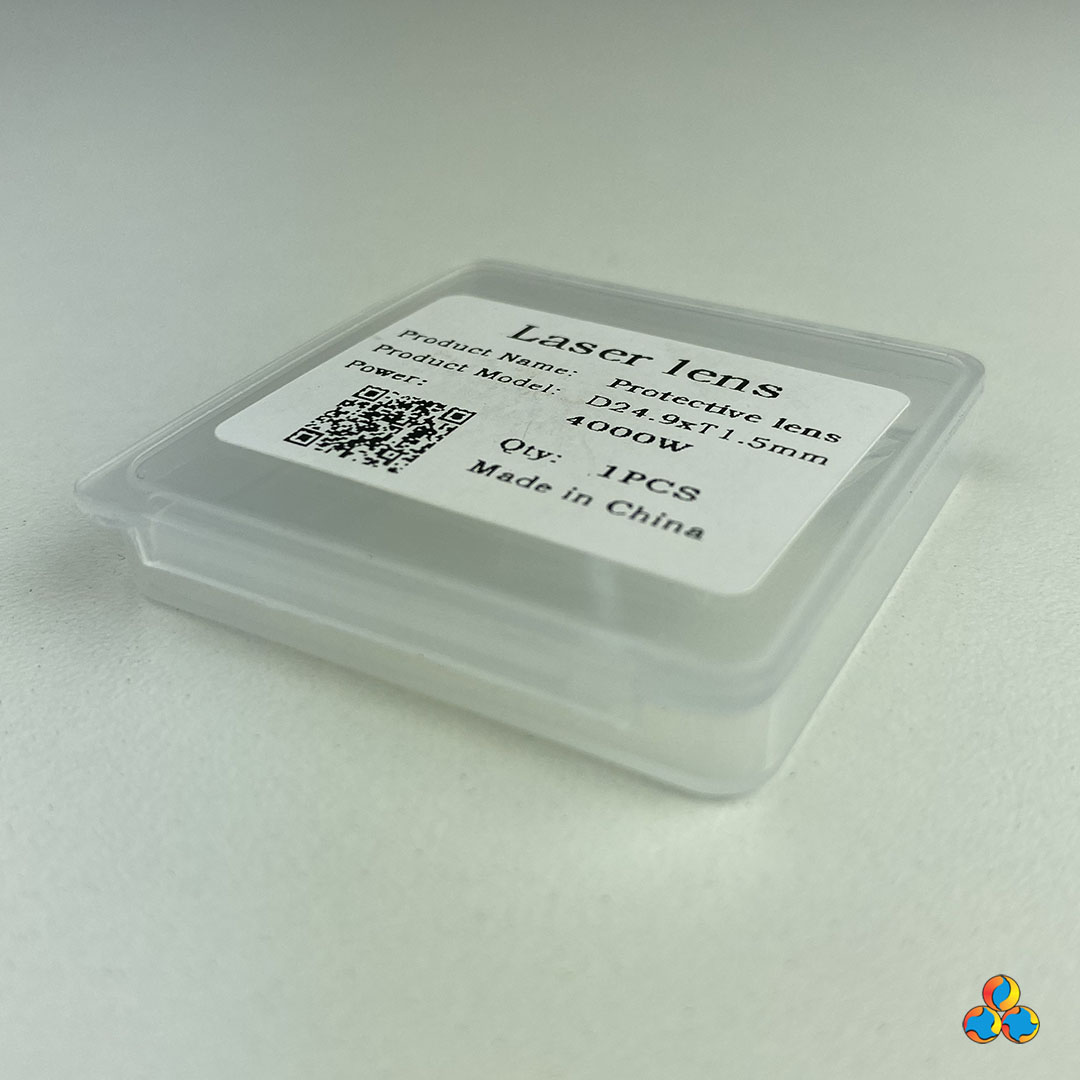 Laser lens
Product Name: Protective lens
Product Model: D24.9xT1.5mm
Power: 4000W
Qty: 1PCS
Made in China